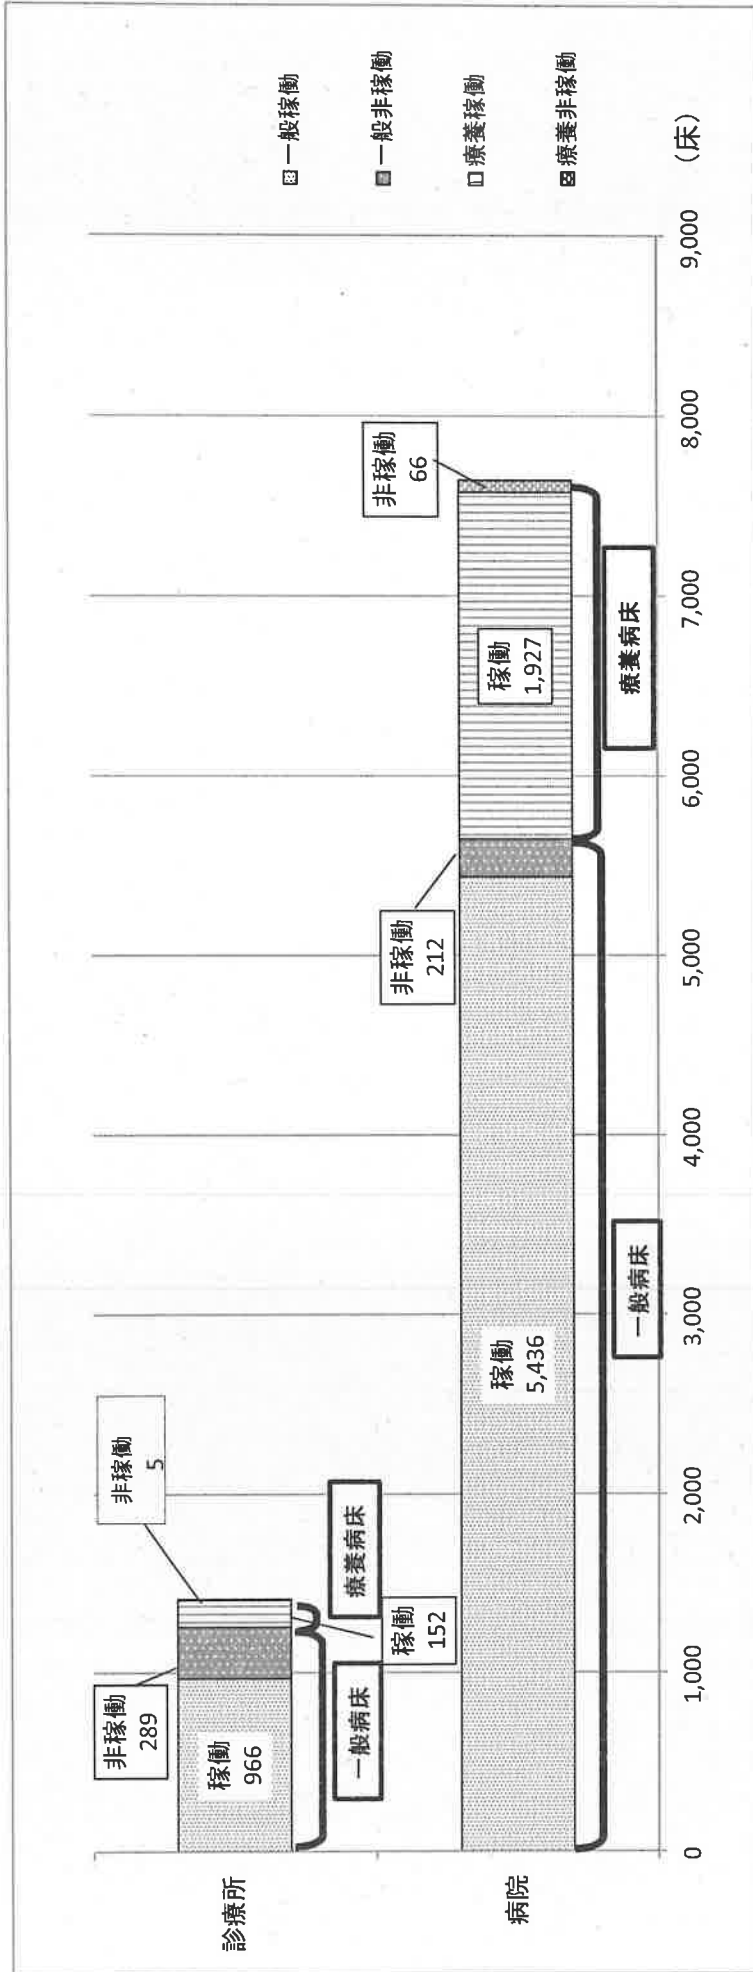 診療所
非稼働
289
稼働
966
一般病床
非稼働
5
稼働
152
療養病床
病院
稼働
5,436
一般病床
非稼働
212
稼働
1,927
非稼働
66
療養病床
0
1,000
2,000
3,000
4,000
5,000
6,000
7,000
8,000
9,000
(床)
一般稼働
一般非稼働
療養稼働
療養非稼働